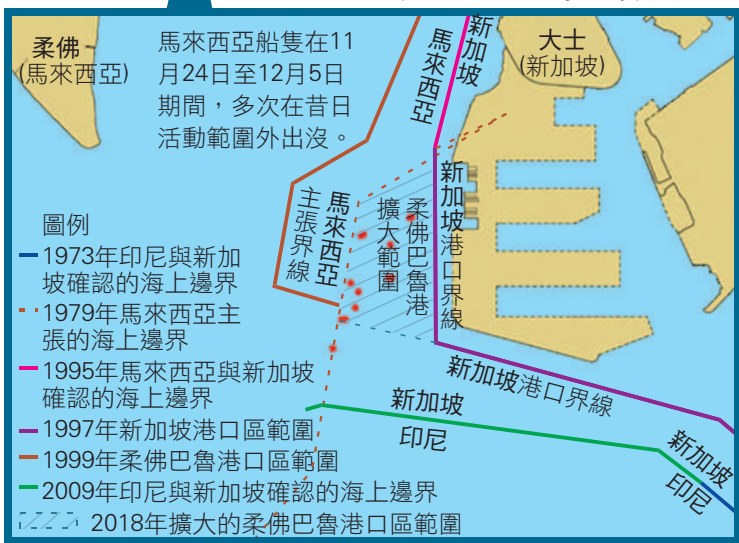 柔佛
(馬來西亞)
馬來西亞船隻在11
月24日至12月5日
期間，多次在昔日
活動範圍外出沒。
馬來西亞
新加坡
大士
(新加坡)
馬來西亞
主張界線
柔佛巴魯港
擴大範圍
新加坡港口界線
新加坡港口界線
新加坡
印尼
新加坡
印尼
圖例
1973年印尼與新加
坡確認的海上邊界
1979年馬來西亞主
張的海上邊界
1995年馬來西亞與新加坡
確認的海上邊界
1997年新加坡港口區範圍
1999年柔佛巴魯港口區範圍
2009年印尼與新加坡確認的海上邊界
2018年擴大的柔佛巴魯港口區範圍